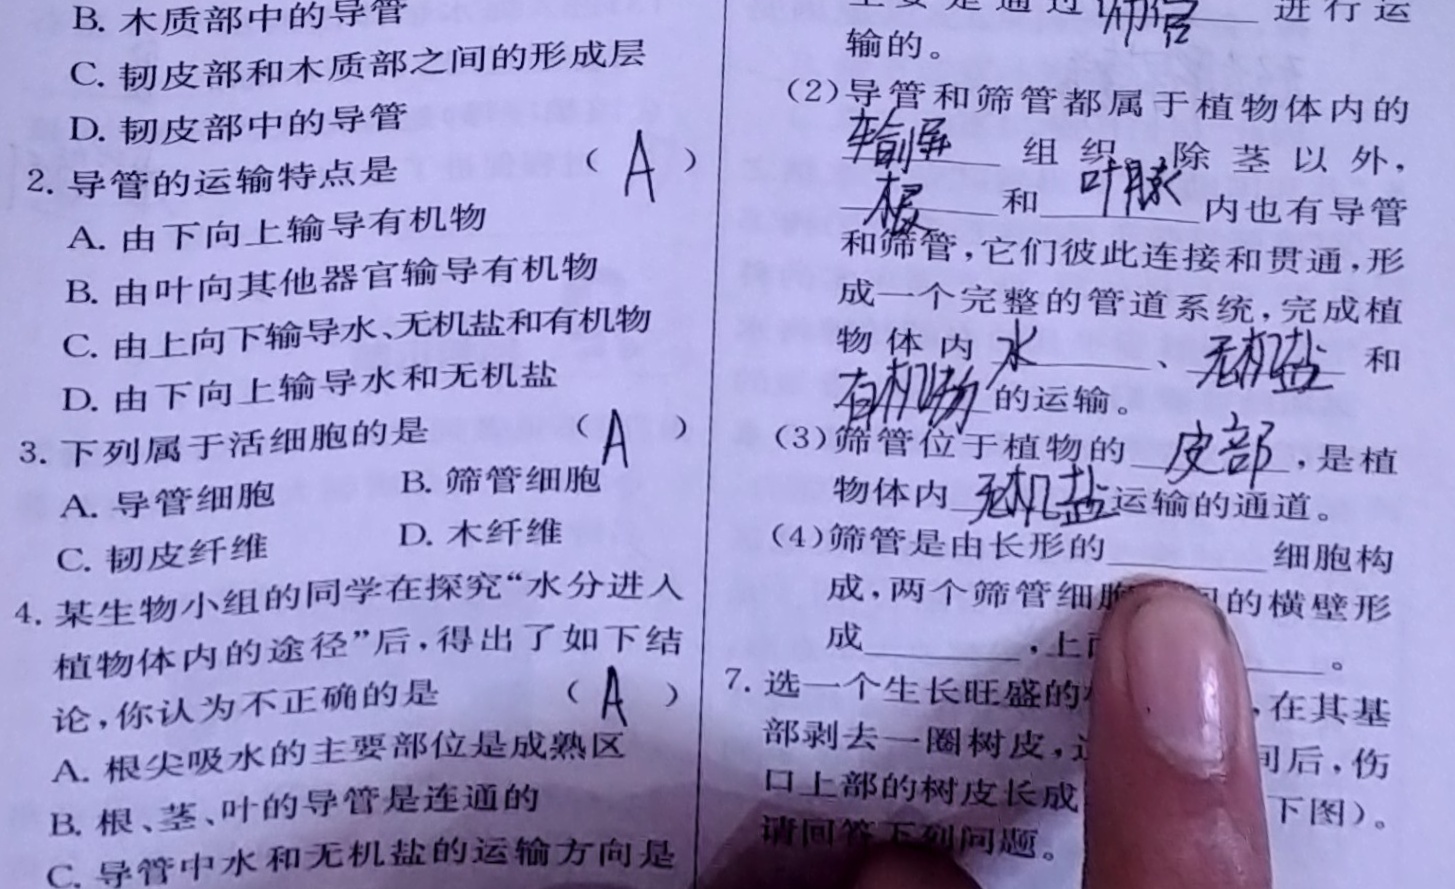 B. 木质部中的导管
C. 韧皮部和木质部之间的形成层
D. 韧皮部中的导管
2. 导管的运输特点是 （ A ）
A. 由下向上输导有机物
B. 由叶向其他器官输导有机物
C. 由上向下输导水、无机盐和有机物
D. 由下向上输导水和无机盐
3. 下列属于活细胞的是 （ A ）
A. 导管细胞 B. 筛管细胞
C. 韧皮纤维 D. 木纤维
4. 某生物小组的同学在探究“水分进入
植物体内的途径”后，得出了如下结
论，你认为不正确的是 （ A ）
A. 根尖吸水的主要部位是成熟区
B. 根、茎、叶的导管是连通的
C. 导管中水和无机盐的运输方向是
主要是通过 筛管 进行运
输的。
(2)导管和筛管都属于植物体内的
组织。除茎以外，
根 和 叶脉 内也有导管
和筛管，它们彼此连接和贯通，形
成一个完整的管道系统，完成植
物体内 水 、 无机盐 和
有机物 的运输。
(3)筛管位于植物的 皮部 ，是植
物体内 无机盐 运输的通道。
(4)筛管是由长形的 细胞构
成，两个筛管细胞 的横壁形
成 ，上 。
7. 选一个生长旺盛的 ，在其基
部剥去一圈树皮， 间后，伤
口上部的树皮长成 下图)。
请回答下列问题。